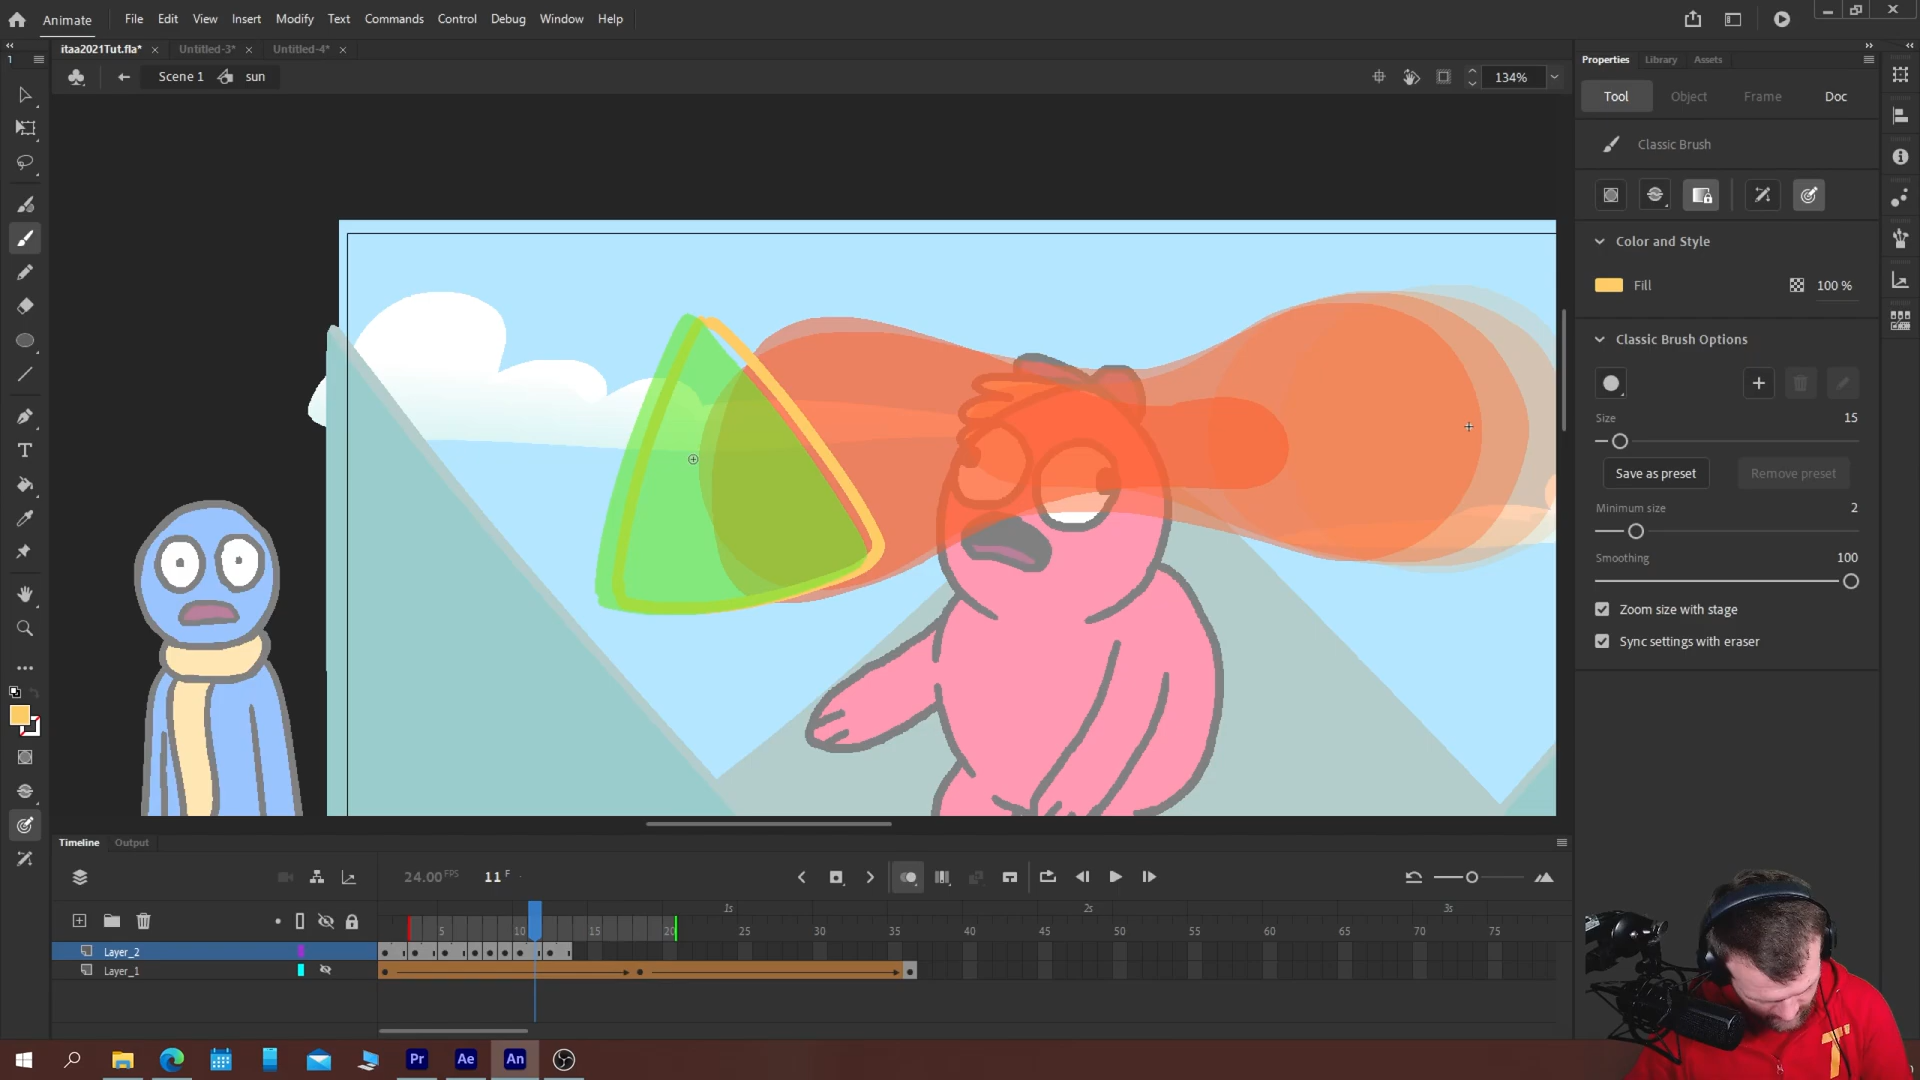 Animate File Edit View Insert Modify Text Commands Control Debug Window Help
itaa2021Tut.fla* × Untitled-3* × Untitled-4* ×
Scene 1 sun 134%
Properties Library Assets
Tool Object Frame Doc
Classic Brush
Color and Style
Fill 100 %
Classic Brush Options
Size 15
Save as preset Remove preset
Minimum size 2
Smoothing 100
Zoom size with stage
Sync settings with eraser
1
T
Timeline Output
24.00 FPS 11 F
1s 2s 3s
5 10 15 20 25 30 35 40 45 50 55 60 65 70 75
Layer_2
Layer_1
Pr Ae An